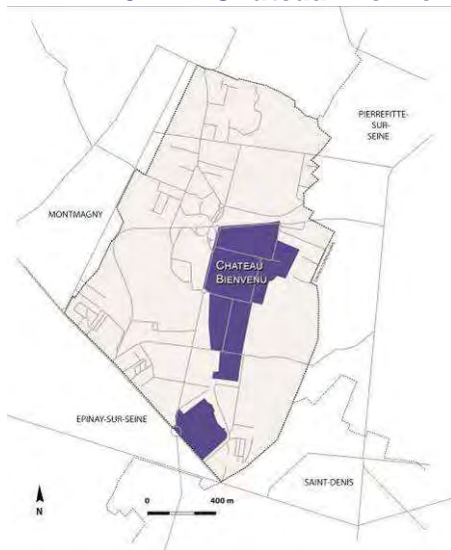 PIERREFITTE-
SUR-
SEINE
MONTMAGNY
CHATEAU
BIENVENU
EPINAY-SUR-SEINE
SAINT-DENIS
N
0 400 m